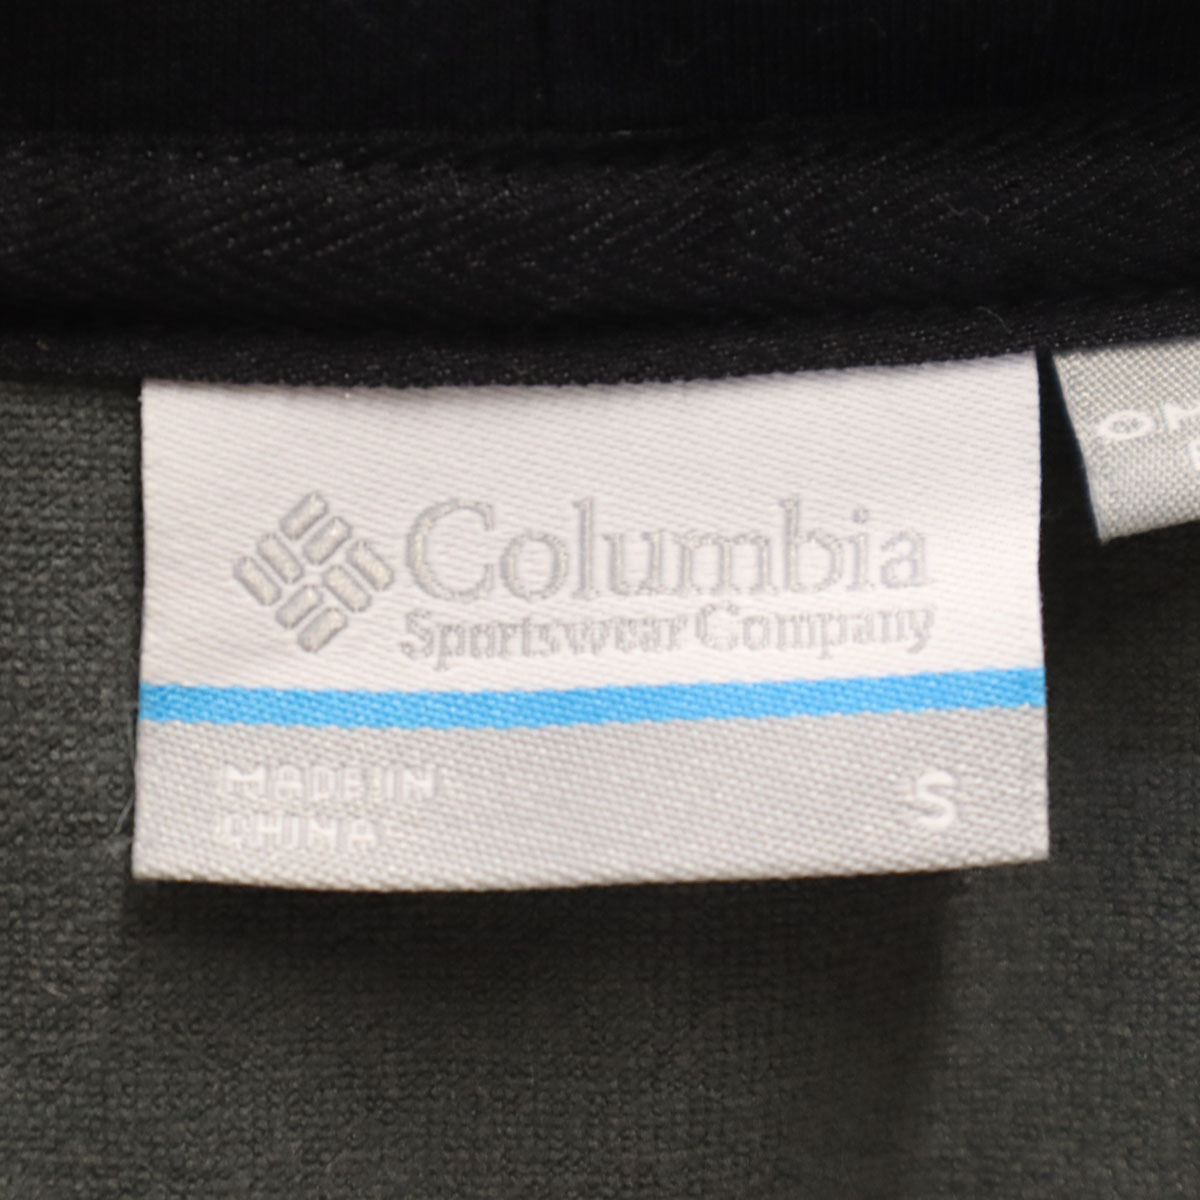 Columbia
Sportswear Company
MADE IN
CHINA
S